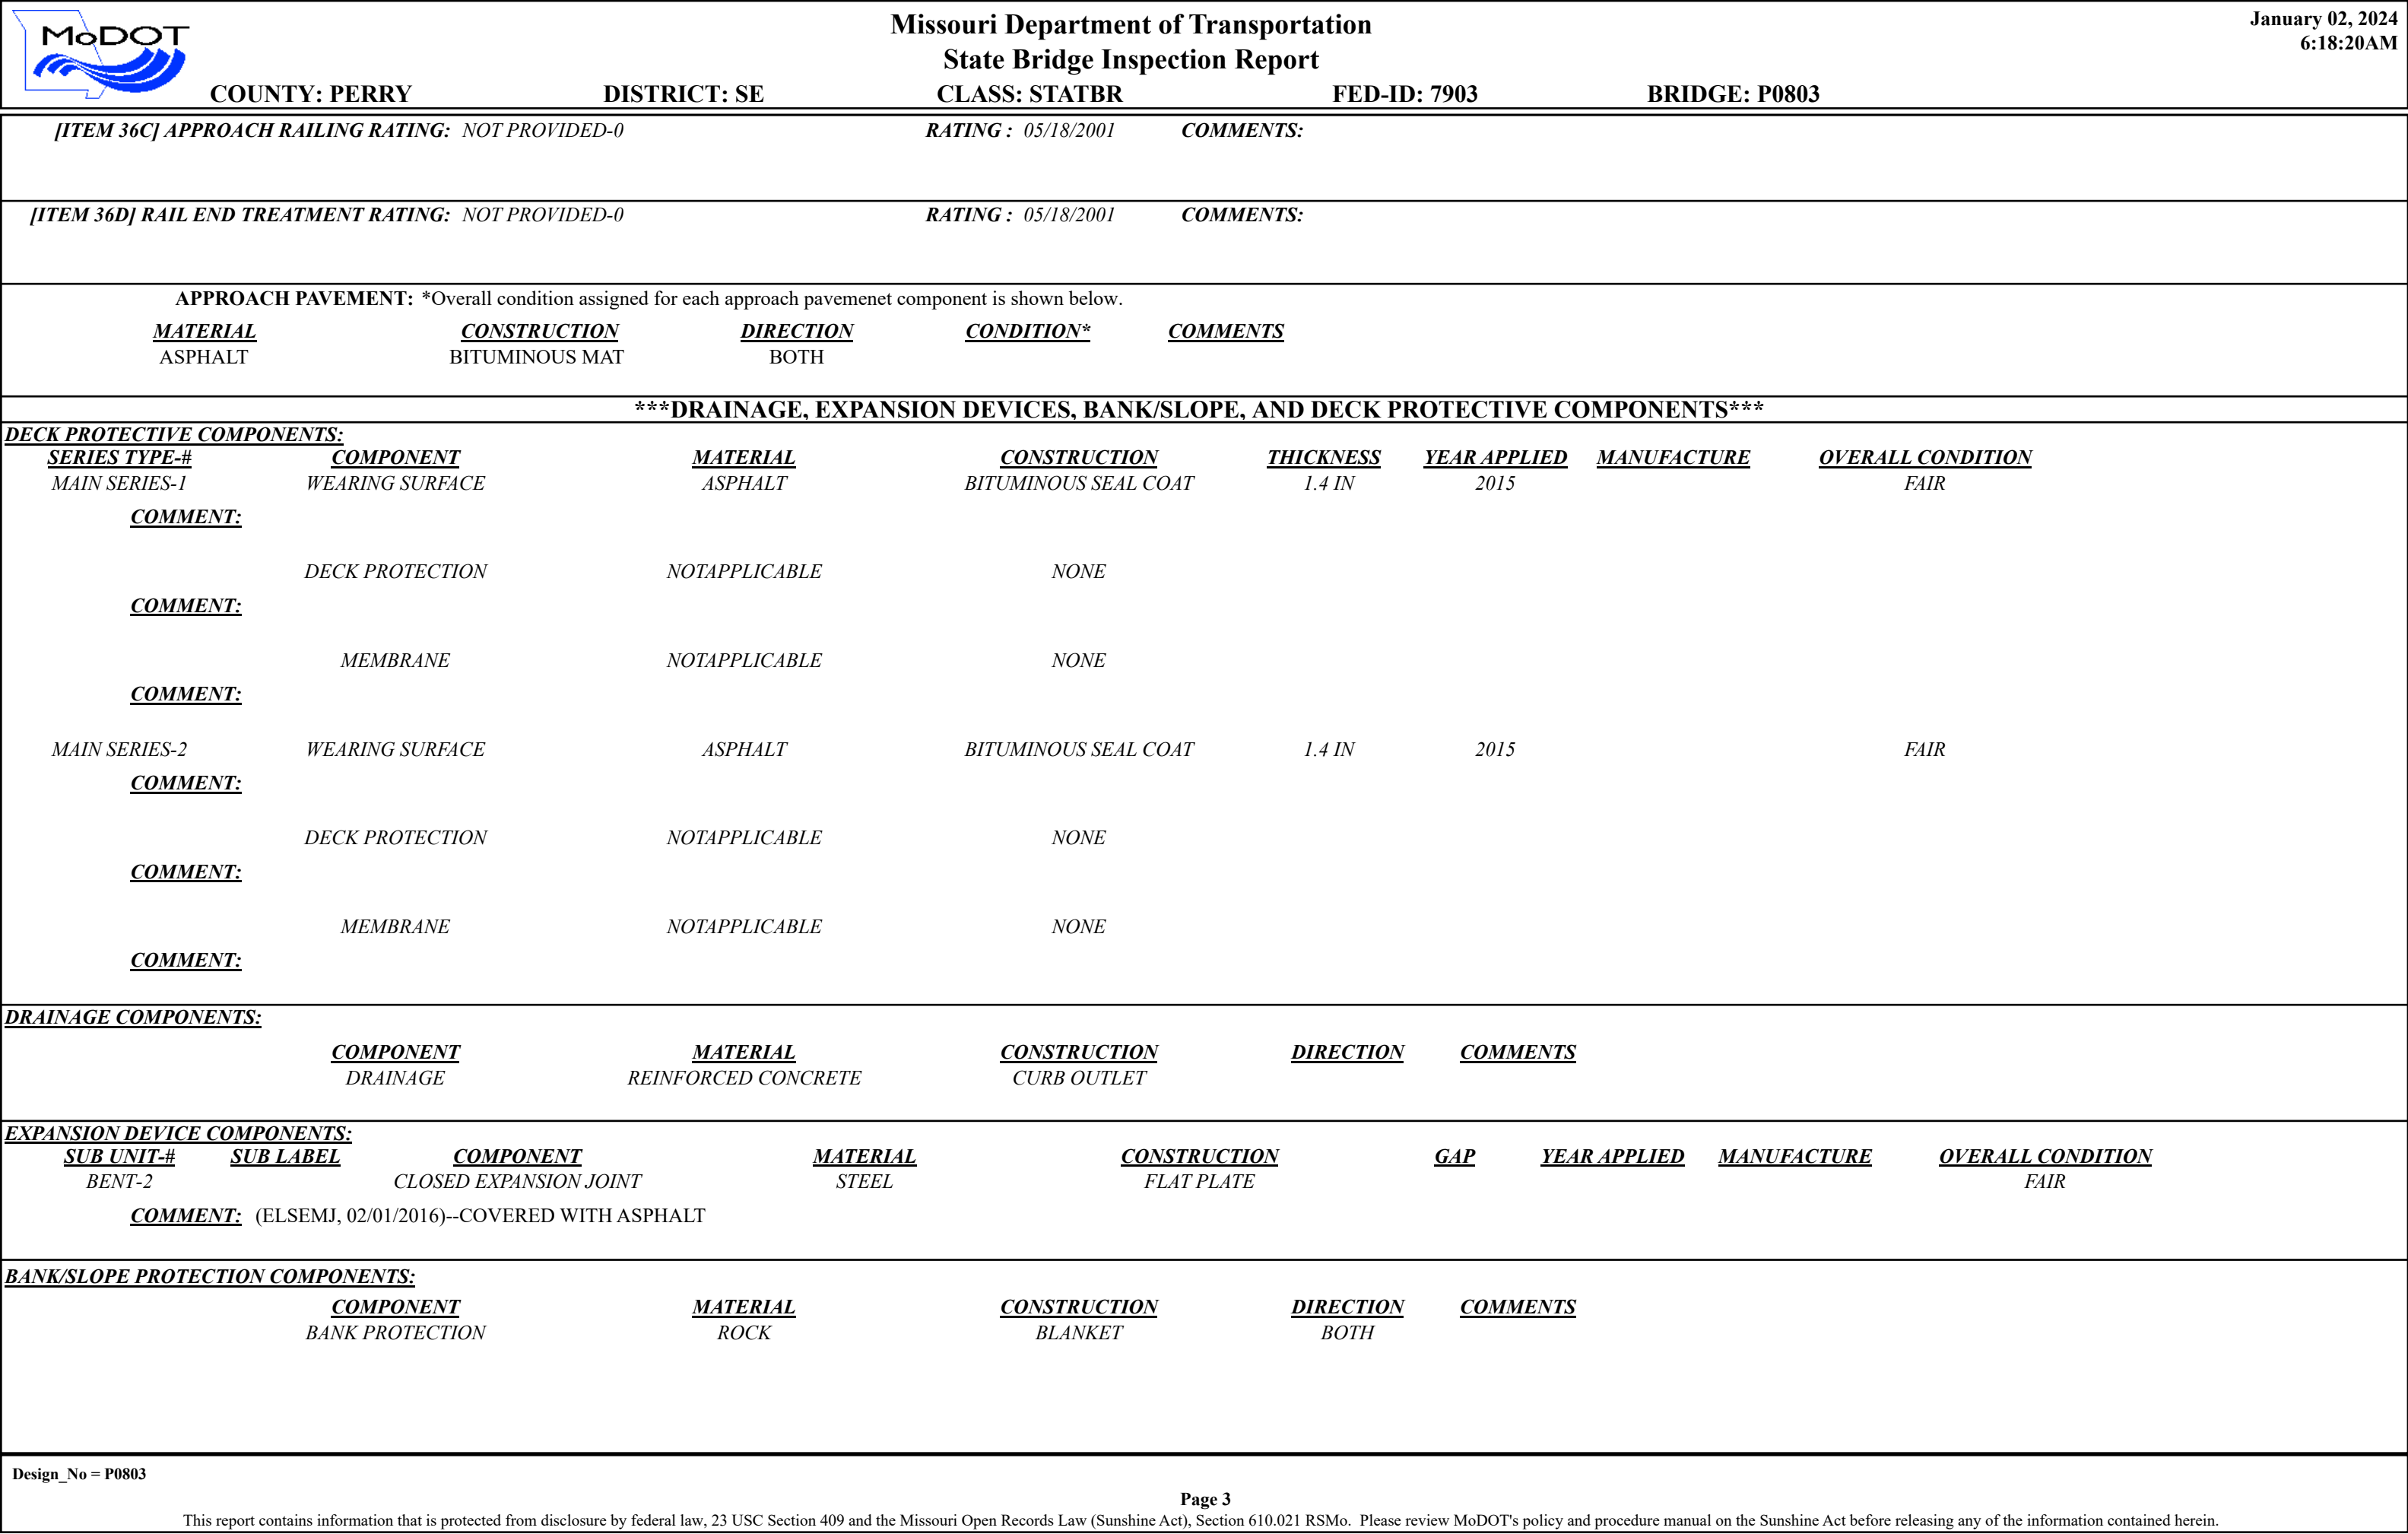 MoDOT
Missouri Department of Transportation
State Bridge Inspection Report
January 02, 2024
6:18:20AM
COUNTY: PERRY DISTRICT: SE CLASS: STATBR FED-ID: 7903 BRIDGE: P0803
[ITEM 36C] APPROACH RAILING RATING: NOT PROVIDED-0 RATING : 05/18/2001 COMMENTS:
[ITEM 36D] RAIL END TREATMENT RATING: NOT PROVIDED-0 RATING : 05/18/2001 COMMENTS:
APPROACH PAVEMENT: *Overall condition assigned for each approach pavemenet component is shown below.
MATERIAL CONSTRUCTION DIRECTION CONDITION* COMMENTS
ASPHALT BITUMINOUS MAT BOTH
***DRAINAGE, EXPANSION DEVICES, BANK/SLOPE, AND DECK PROTECTIVE COMPONENTS***
DECK PROTECTIVE COMPONENTS:
SERIES TYPE-# COMPONENT MATERIAL CONSTRUCTION THICKNESS YEAR APPLIED MANUFACTURE OVERALL CONDITION
MAIN SERIES-1 WEARING SURFACE ASPHALT BITUMINOUS SEAL COAT 1.4 IN 2015 FAIR
COMMENT:
DECK PROTECTION NOTAPPLICABLE NONE
COMMENT:
MEMBRANE NOTAPPLICABLE NONE
COMMENT:
MAIN SERIES-2 WEARING SURFACE ASPHALT BITUMINOUS SEAL COAT 1.4 IN 2015 FAIR
COMMENT:
DECK PROTECTION NOTAPPLICABLE NONE
COMMENT:
MEMBRANE NOTAPPLICABLE NONE
COMMENT:
DRAINAGE COMPONENTS:
COMPONENT MATERIAL CONSTRUCTION DIRECTION COMMENTS
DRAINAGE REINFORCED CONCRETE CURB OUTLET
EXPANSION DEVICE COMPONENTS:
SUB UNIT-# SUB LABEL COMPONENT MATERIAL CONSTRUCTION GAP YEAR APPLIED MANUFACTURE OVERALL CONDITION
BENT-2 CLOSED EXPANSION JOINT STEEL FLAT PLATE FAIR
COMMENT: (ELSEMJ, 02/01/2016)--COVERED WITH ASPHALT
BANK/SLOPE PROTECTION COMPONENTS:
COMPONENT MATERIAL CONSTRUCTION DIRECTION COMMENTS
BANK PROTECTION ROCK BLANKET BOTH
Design_No = P0803
Page 3
This report contains information that is protected from disclosure by federal law, 23 USC Section 409 and the Missouri Open Records Law (Sunshine Act), Section 610.021 RSMo. Please review MoDOT's policy and procedure manual on the Sunshine Act before releasing any of the information contained herein.